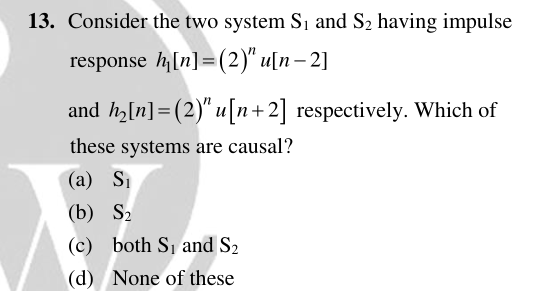 13. Consider the two system S₁ and S₂ having impulse
response h₁[n] = (2)ⁿ u[n − 2]
and h₂[n] = (2)ⁿ u[n + 2] respectively. Which of
these systems are causal?
(a) S₁
(b) S₂
(c) both S₁ and S₂
(d) None of these